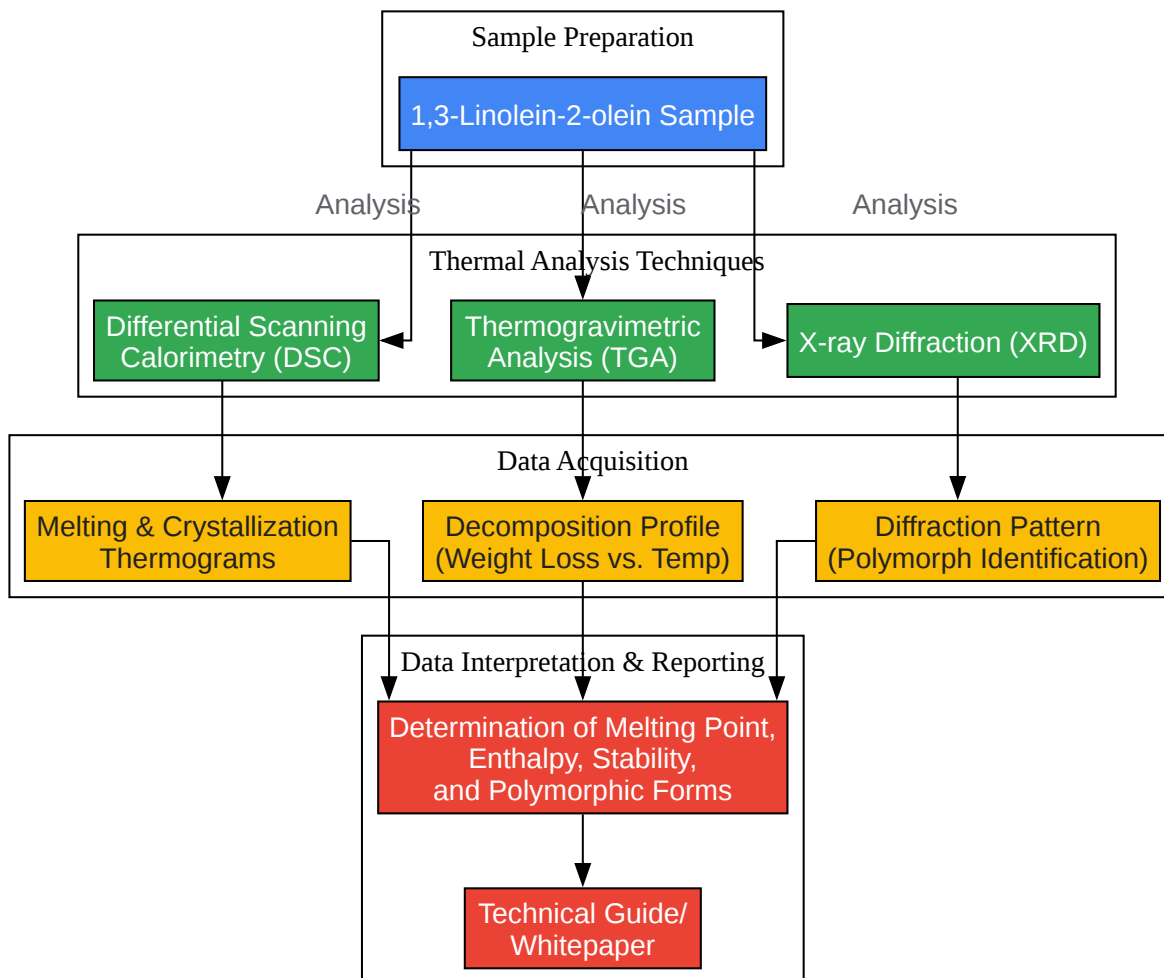 Sample Preparation
1,3-Linolein-2-olein Sample
Analysis
Analysis
Analysis
Thermal Analysis Techniques
Differential Scanning
Calorimetry (DSC)
Thermogravimetric
Analysis (TGA)
X-ray Diffraction (XRD)
Data Acquisition
Melting & Crystallization
Thermograms
Decomposition Profile
(Weight Loss vs. Temp)
Diffraction Pattern
(Polymorph Identification)
Data Interpretation & Reporting
Determination of Melting Point,
Enthalpy, Stability,
and Polymorphic Forms
Technical Guide/
Whitepaper